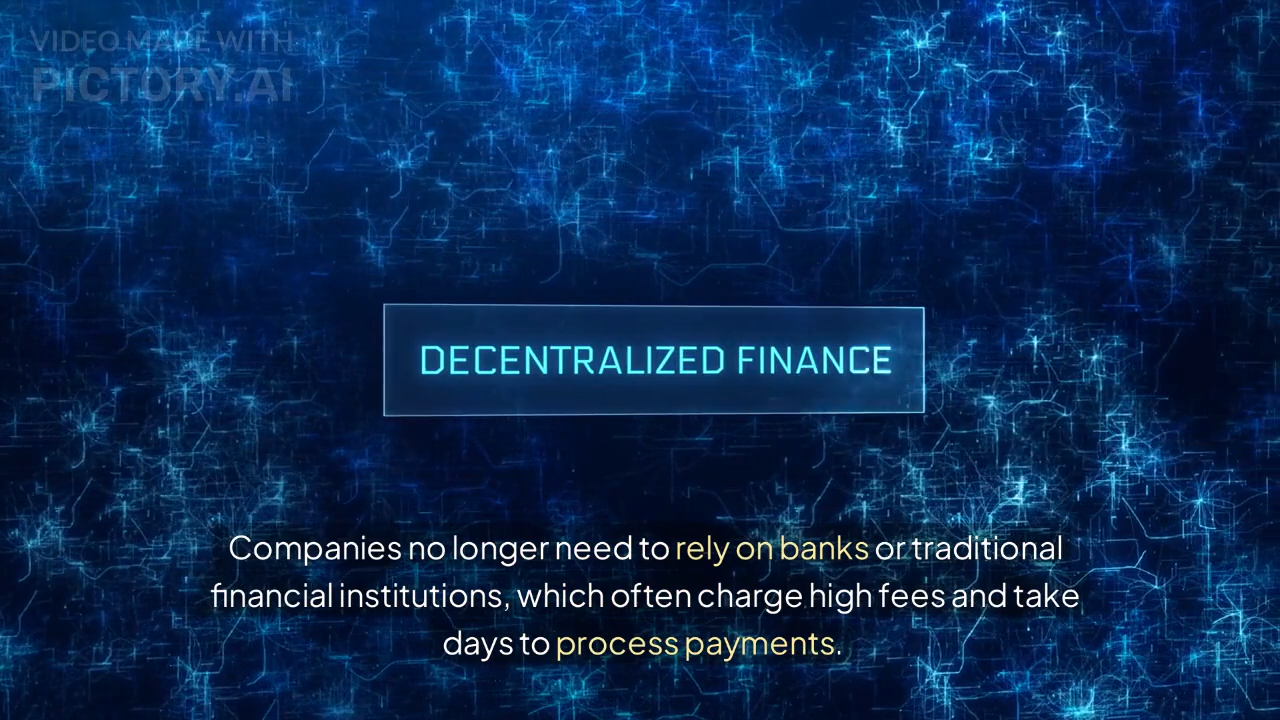 VIDEO MADE WITH
PICTORY.AI
DECENTRALIZED FINANCE
Companies no longer need to rely on banks or traditional
financial institutions, which often charge high fees and take
days to process payments.